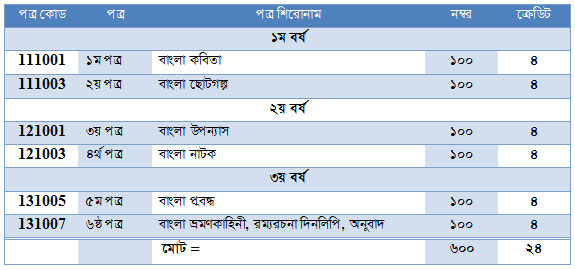 পত্র কোড পত্র পত্র শিরোনাম নম্বর ক্রেডিট
১ম বর্ষ
111001 ১ম পত্র বাংলা কবিতা ১০০ ৪
111003 ২য় পত্র বাংলা ছোটগল্প ১০০ ৪
২য় বর্ষ
121001 ৩য় পত্র বাংলা উপন্যাস ১০০ ৪
121003 ৪র্থ পত্র বাংলা নাটক ১০০ ৪
৩য় বর্ষ
131005 ৫ম পত্র বাংলা প্রবন্ধ ১০০ ৪
131007 ৬ষ্ঠ পত্র বাংলা ভ্রমণকাহিনী, রম্যরচনা দিনলিপি, অনুবাদ ১০০ ৪
মোট = ৬০০ ২৪